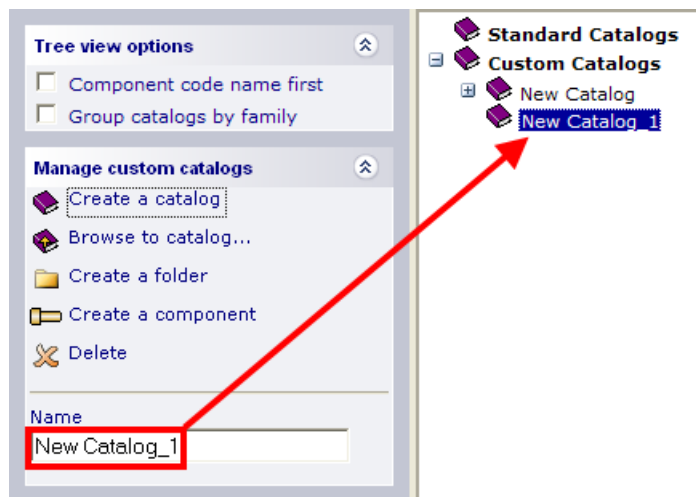 Tree view options
Component code name first
Group catalogs by family
Manage custom catalogs
Create a catalog
Browse to catalog...
Create a folder
Create a component
Delete
Name
New Catalog_1
Standard Catalogs
Custom Catalogs
New Catalog
New Catalog_1